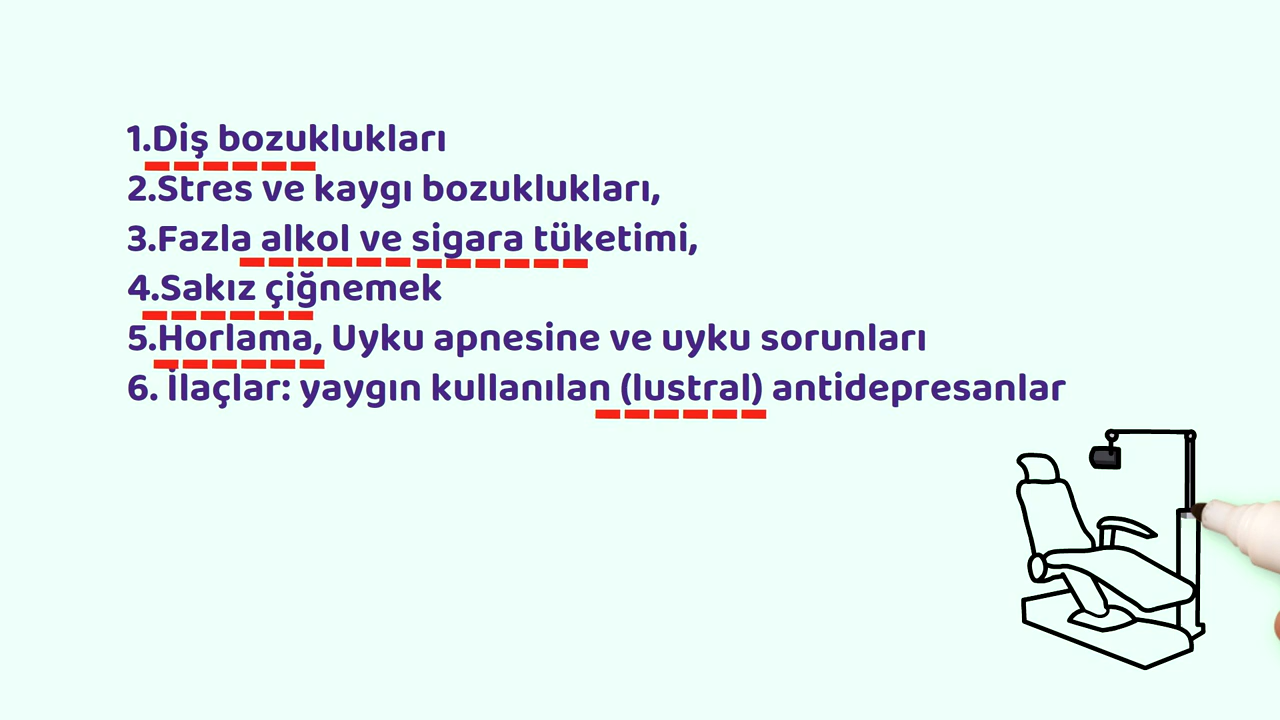 1.Diş bozuklukları
2.Stres ve kaygı bozuklukları,
3.Fazla alkol ve sigara tüketimi,
4.Sakız çiğnemek
5.Horlama, Uyku apnesine ve uyku sorunları
6. İlaçlar: yaygın kullanılan (lustral) antidepresanlar